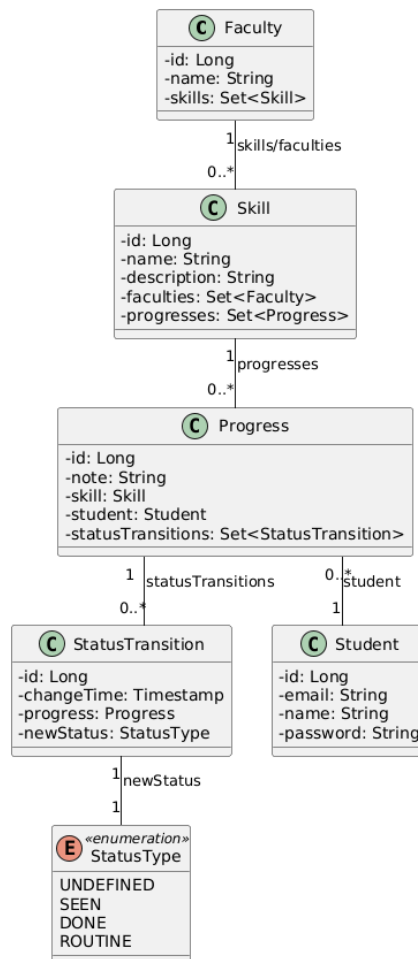 C Faculty
-id: Long
-name: String
-skills: Set<Skill>
1
skills/faculties
0..*
C Skill
-id: Long
-name: String
-description: String
-faculties: Set<Faculty>
-progresses: Set<Progress>
1
progresses
0..*
C Progress
-id: Long
-note: String
-skill: Skill
-student: Student
-statusTransitions: Set<StatusTransition>
1
statusTransitions
0..*
0..*
student
1
C StatusTransition
-id: Long
-changeTime: Timestamp
-progress: Progress
-newStatus: StatusType
C Student
-id: Long
-email: String
-name: String
-password: String
1
newStatus
1
E «enumeration»
StatusType
UNDEFINED
SEEN
DONE
ROUTINE